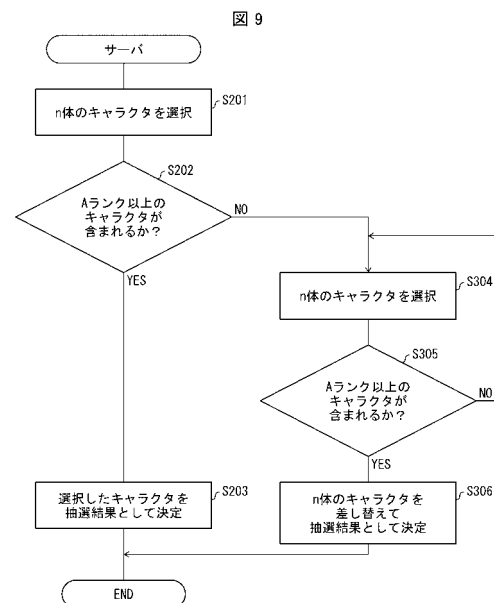 図 9
サーバ
n体のキャラクタを選択
S201
Aランク以上の
キャラクタが
含まれるか?
S202
NO
YES
n体のキャラクタを選択
S304
Aランク以上の
キャラクタが
含まれるか?
S305
NO
YES
選択したキャラクタを
抽選結果として決定
S203
n体のキャラクタを
差し替えて
抽選結果として決定
S306
END